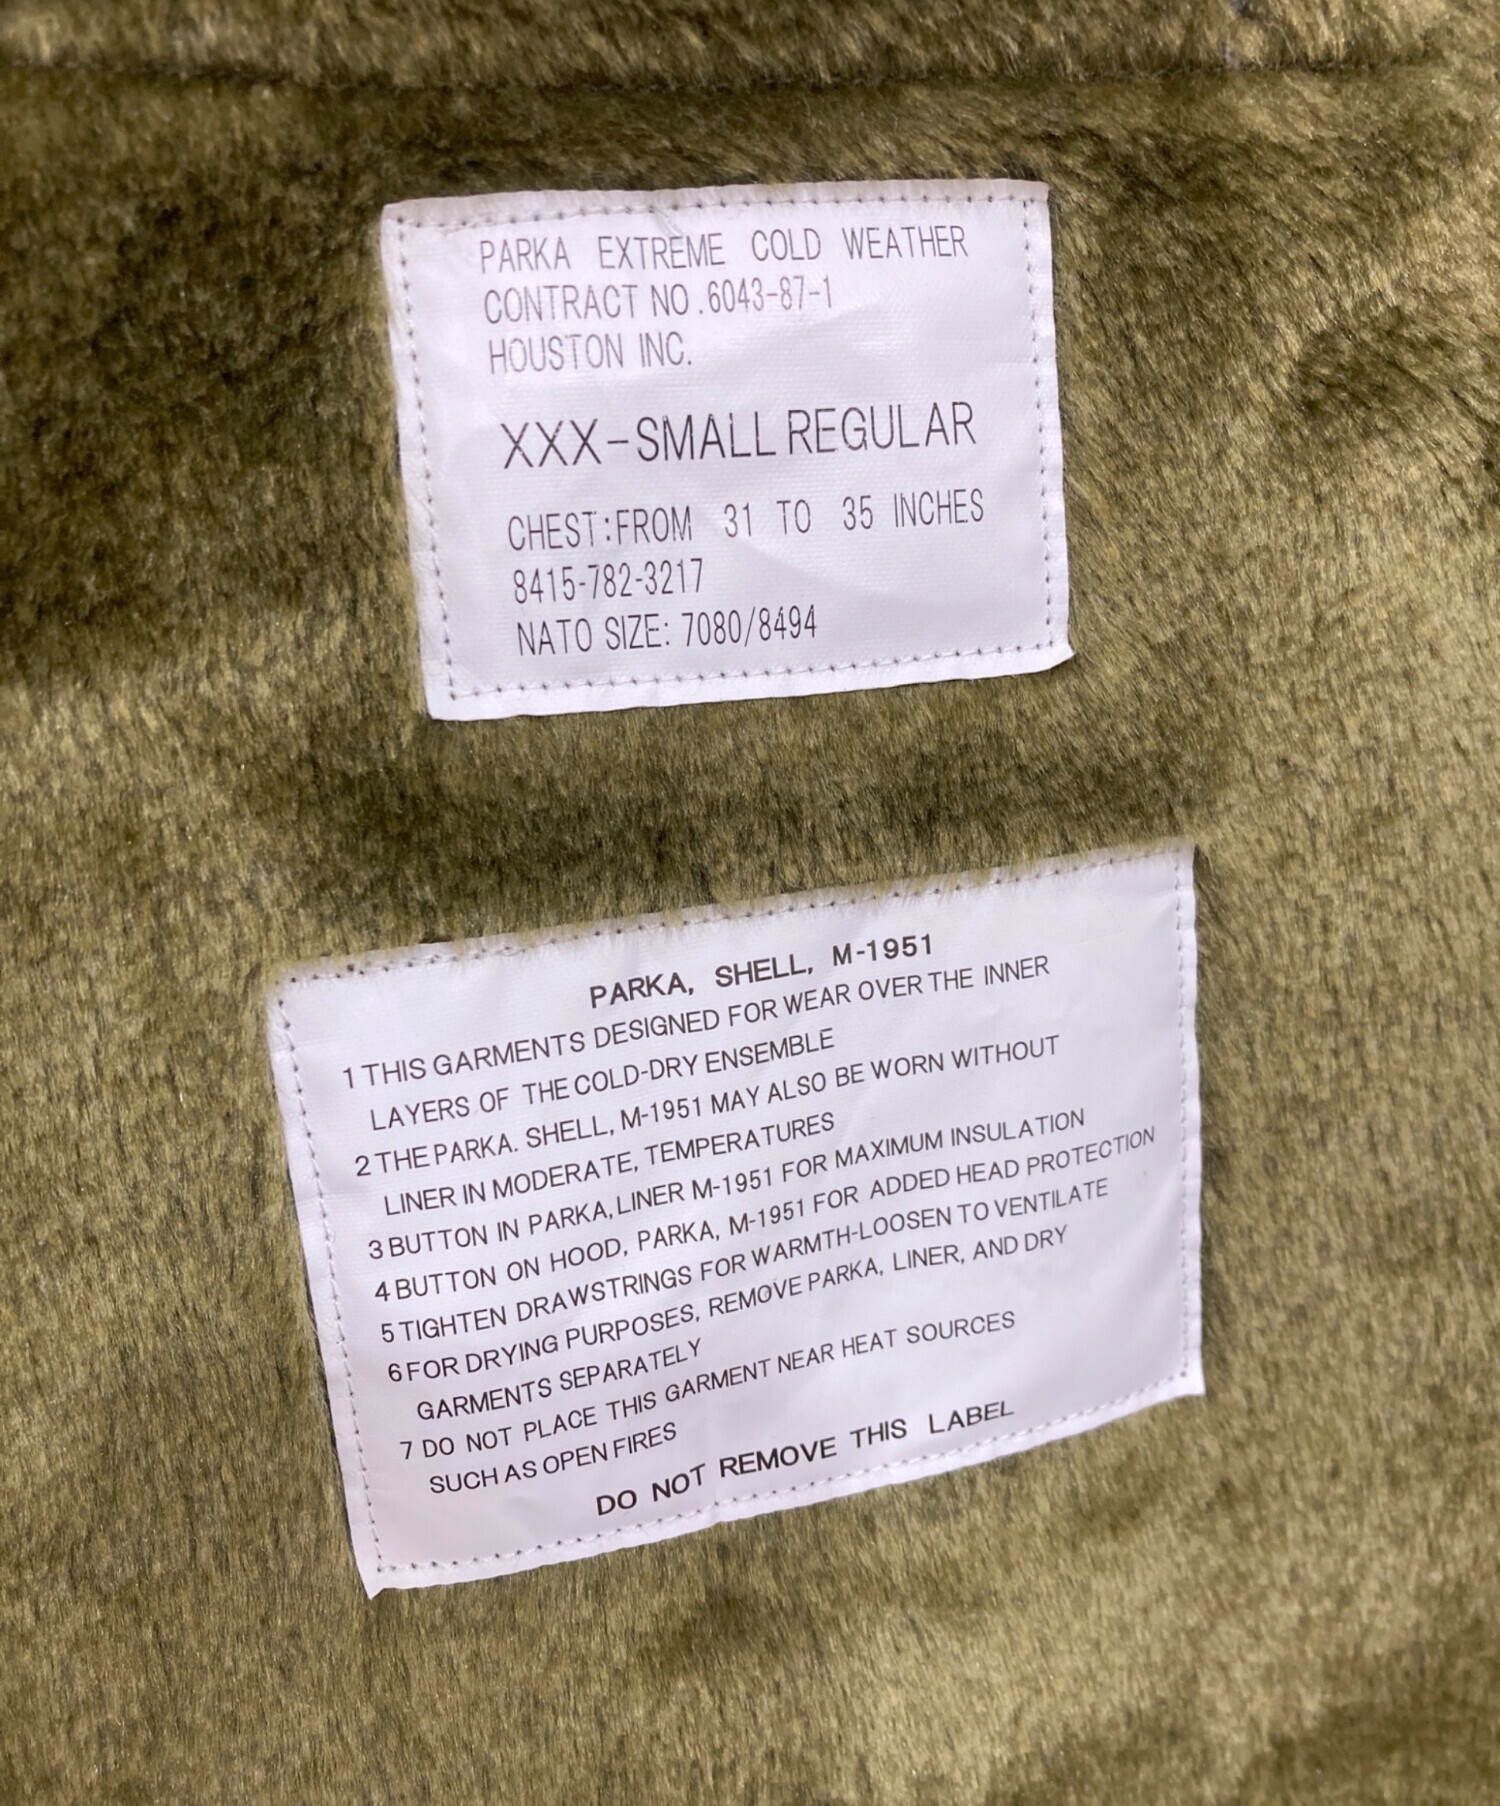 PARKA EXTREME COLD WEATHER
CONTRACT NO.6043-87-1
HOUSTON INC.
XXX-SMALL REGULAR
CHEST:FROM 31 TO 35 INCHES
8415-782-3217
NATO SIZE: 7080/8494
PARKA, SHELL, M-1951
1 THIS GARMENTS DESIGNED FOR WEAR OVER THE INNER
LAYERS OF THE COLD-DRY ENSEMBLE
2 THE PARKA. SHELL, M-1951 MAY ALSO BE WORN WITHOUT
LINER IN MODERATE, TEMPERATURES
3 BUTTON IN PARKA, LINER M-1951 FOR MAXIMUM INSULATION
4 BUTTON ON HOOD, PARKA, M-1951 FOR ADDED HEAD PROTECTION
5 TIGHTEN DRAWSTRINGS FOR WARMTH-LOOSEN TO VENTILATE
6 FOR DRYING PURPOSES, REMOVE PARKA, LINER, AND DRY
GARMENTS SEPARATELY
7 DO NOT PLACE THIS GARMENT NEAR HEAT SOURCES
SUCH AS OPEN FIRES
DO NOT REMOVE THIS LABEL